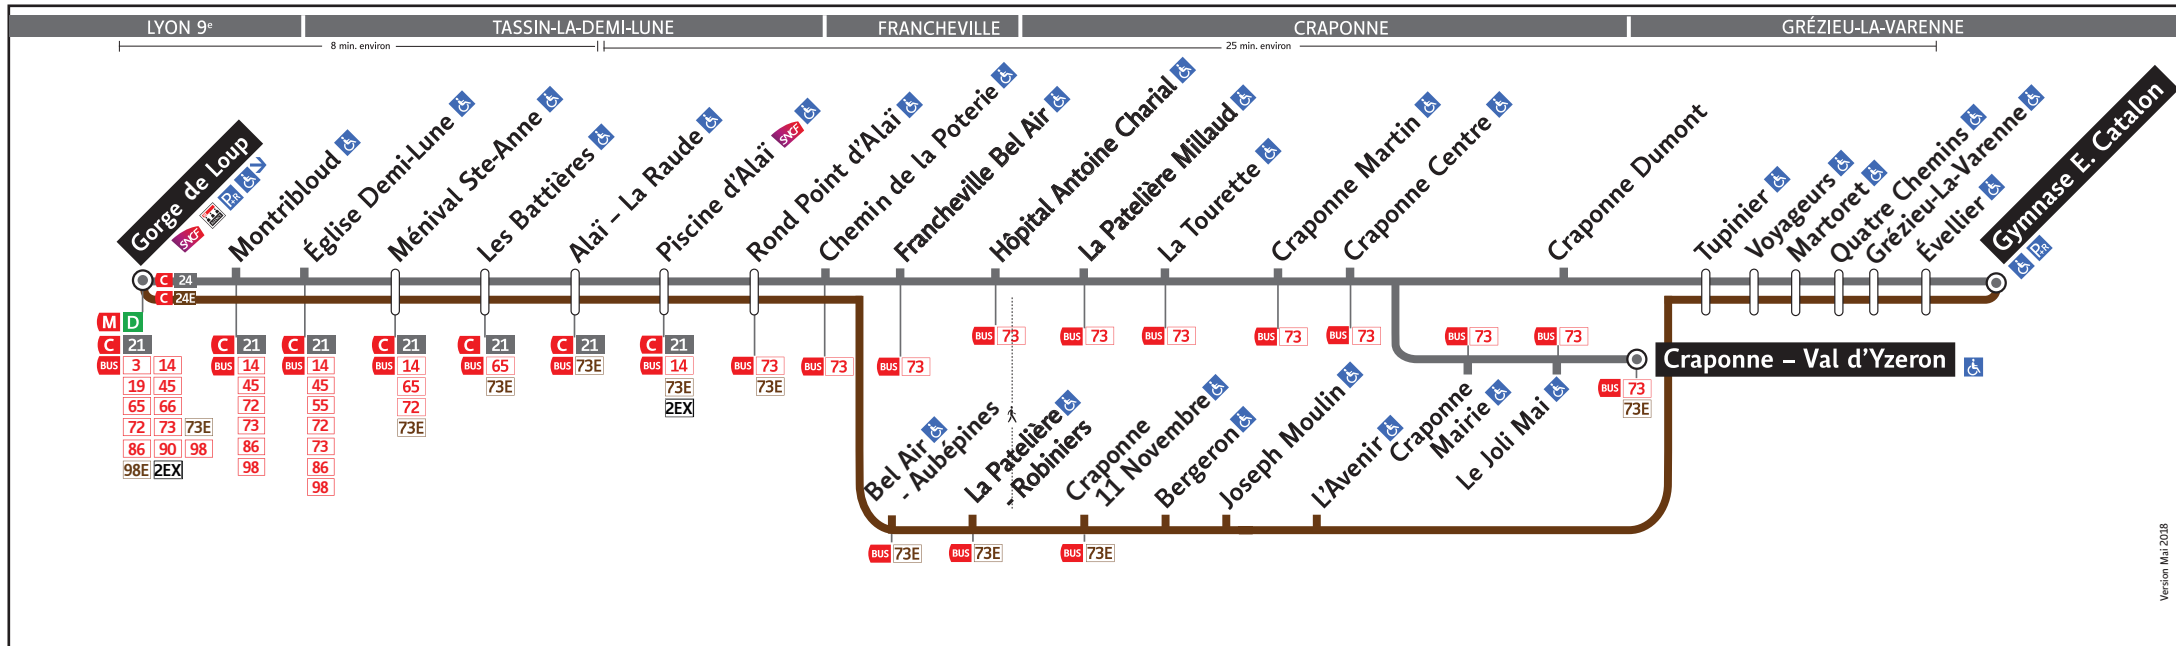 LYON 9e
TASSIN-LA-DEMI-LUNE
FRANCHEVILLE
CRAPONNE
GRÉZIEU-LA-VARENNE
8 min. environ
25 min. environ
Gorge de Loup
SNCF
P+R
Montribloud
Église Demi-Lune
Ménival Ste-Anne
Les Battières
Alaï – La Raude
Piscine d'Alaï
SNCF
Rond Point d'Alaï
Chemin de la Poterie
Francheville Bel Air
Hôpital Antoine Charial
La Patelière Millaud
La Tourette
Craponne Martin
Craponne Centre
Craponne Dumont
Tupinier
Voyageurs
Martoret
Quatre Chemins
Grézieu-La-Varenne
Évellier
Gymnase E. Catalon
P+R
C 24
C 24E
M D
C 21
BUS 3 14
19 45
65 66
72 73 73E
86 90 98
98E 2EX
C 21
BUS 14
45
72
73
86
98
C 21
BUS 14
45
55
72
73
86
98
C 21
BUS 14
65
72
73E
C 21
BUS 65
73E
C 21
BUS 73E
C 21
BUS 14
73E
2EX
BUS 73
73E
BUS 73
BUS 73
BUS 73
BUS 73
BUS 73
BUS 73
BUS 73
BUS 73
BUS 73
Craponne – Val d'Yzeron
BUS 73
73E
Craponne
Mairie
Le Joli Mai
Bel Air
- Aubépines
La Patelière
- Robiniers
Craponne
11 Novembre
Bergeron
Joseph Moulin
L'Avenir
BUS 73E
BUS 73E
BUS 73E
Version Mai 2018